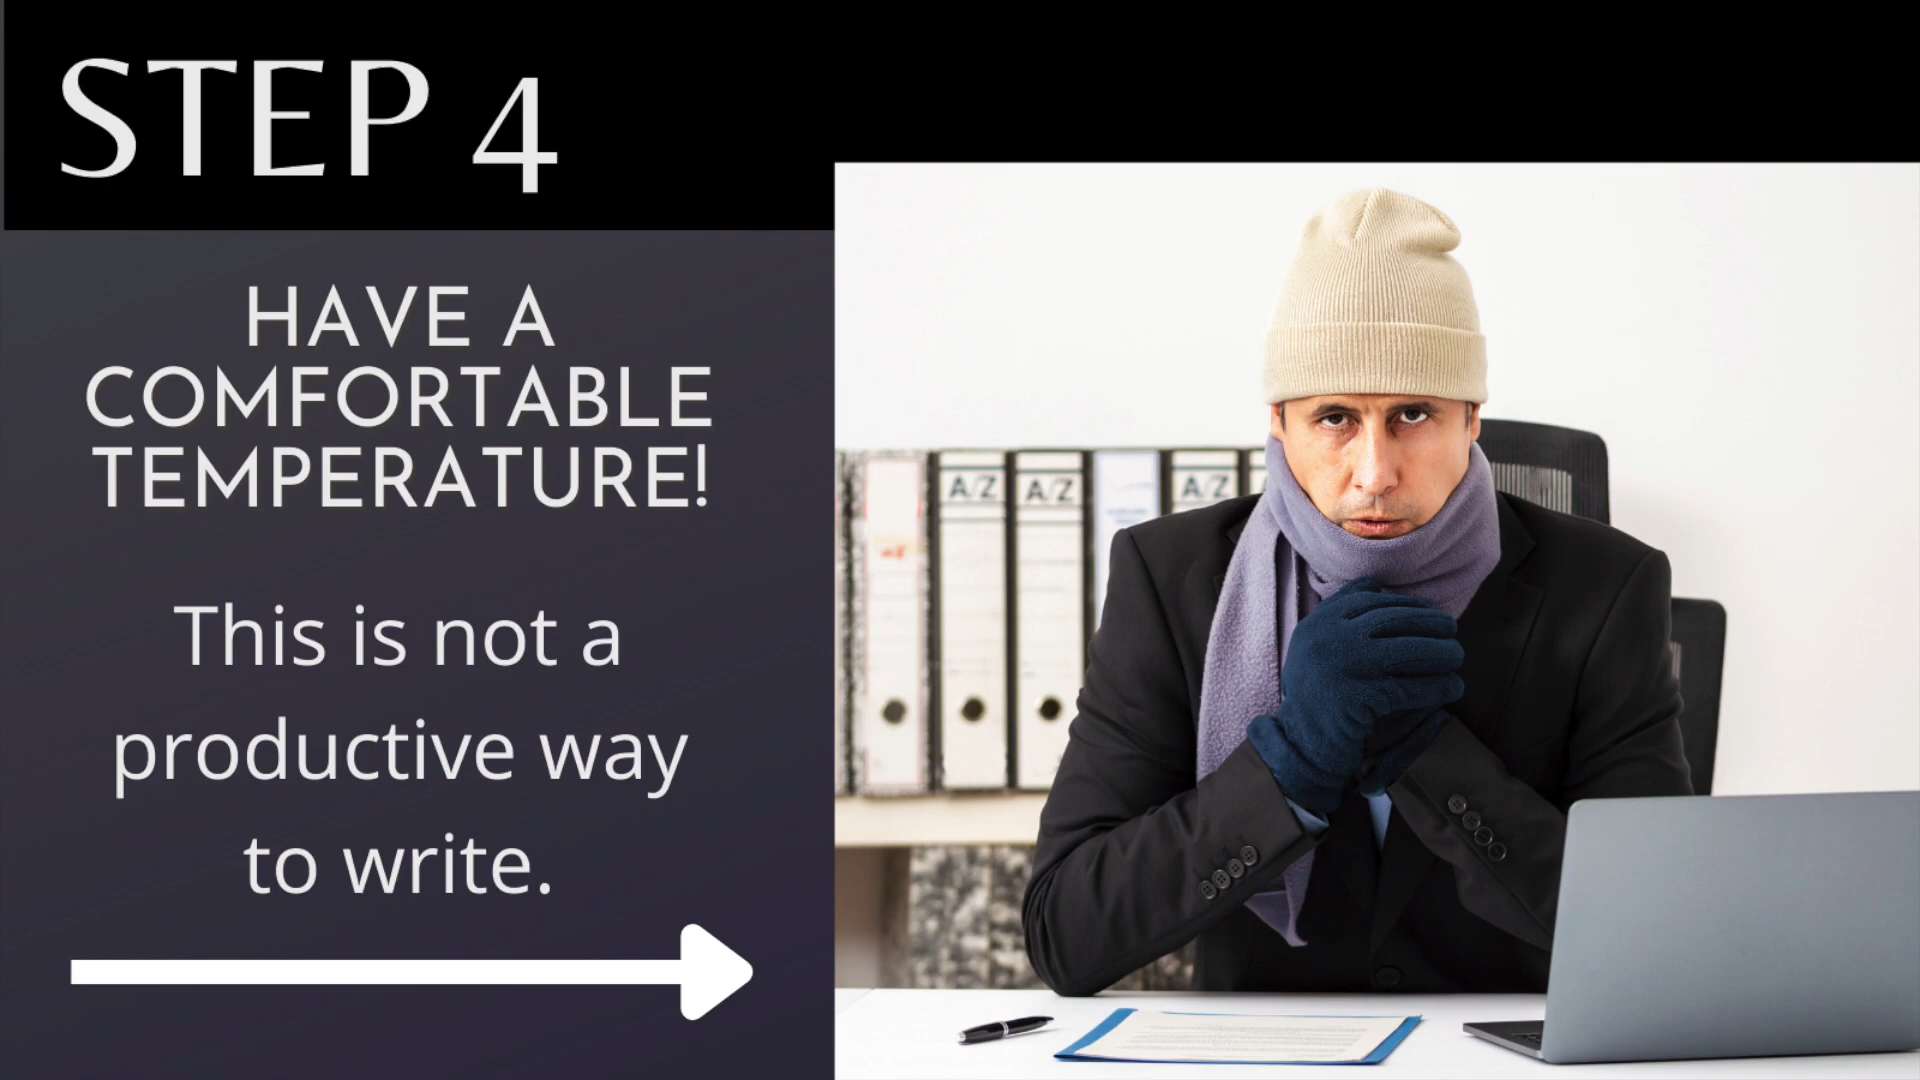 STEP 4
HAVE A
COMFORTABLE
TEMPERATURE!
This is not a
productive way
to write.
A/Z
A/Z
A/Z